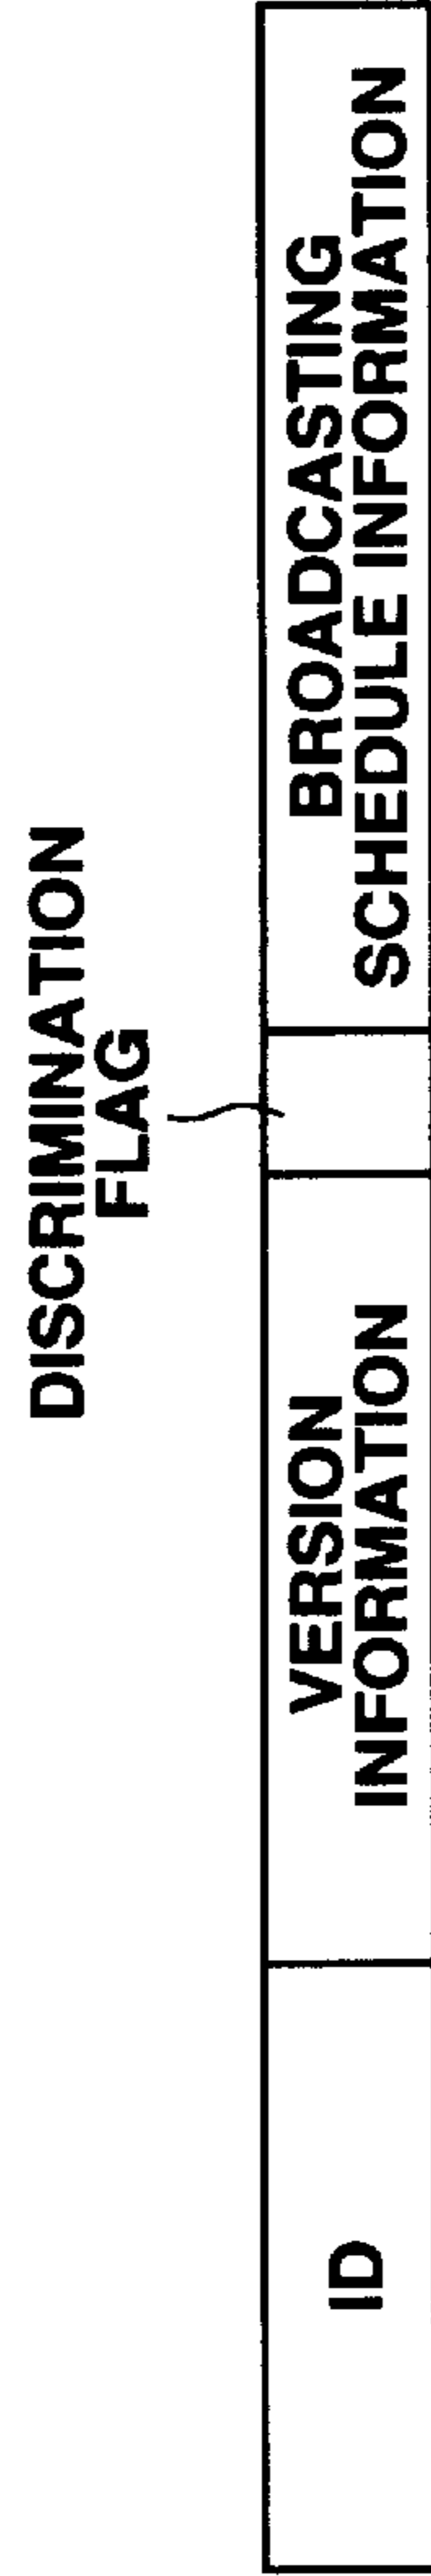 DISCRIMINATION
FLAG
ID
VERSION
INFORMATION
BROADCASTING
SCHEDULE INFORMATION